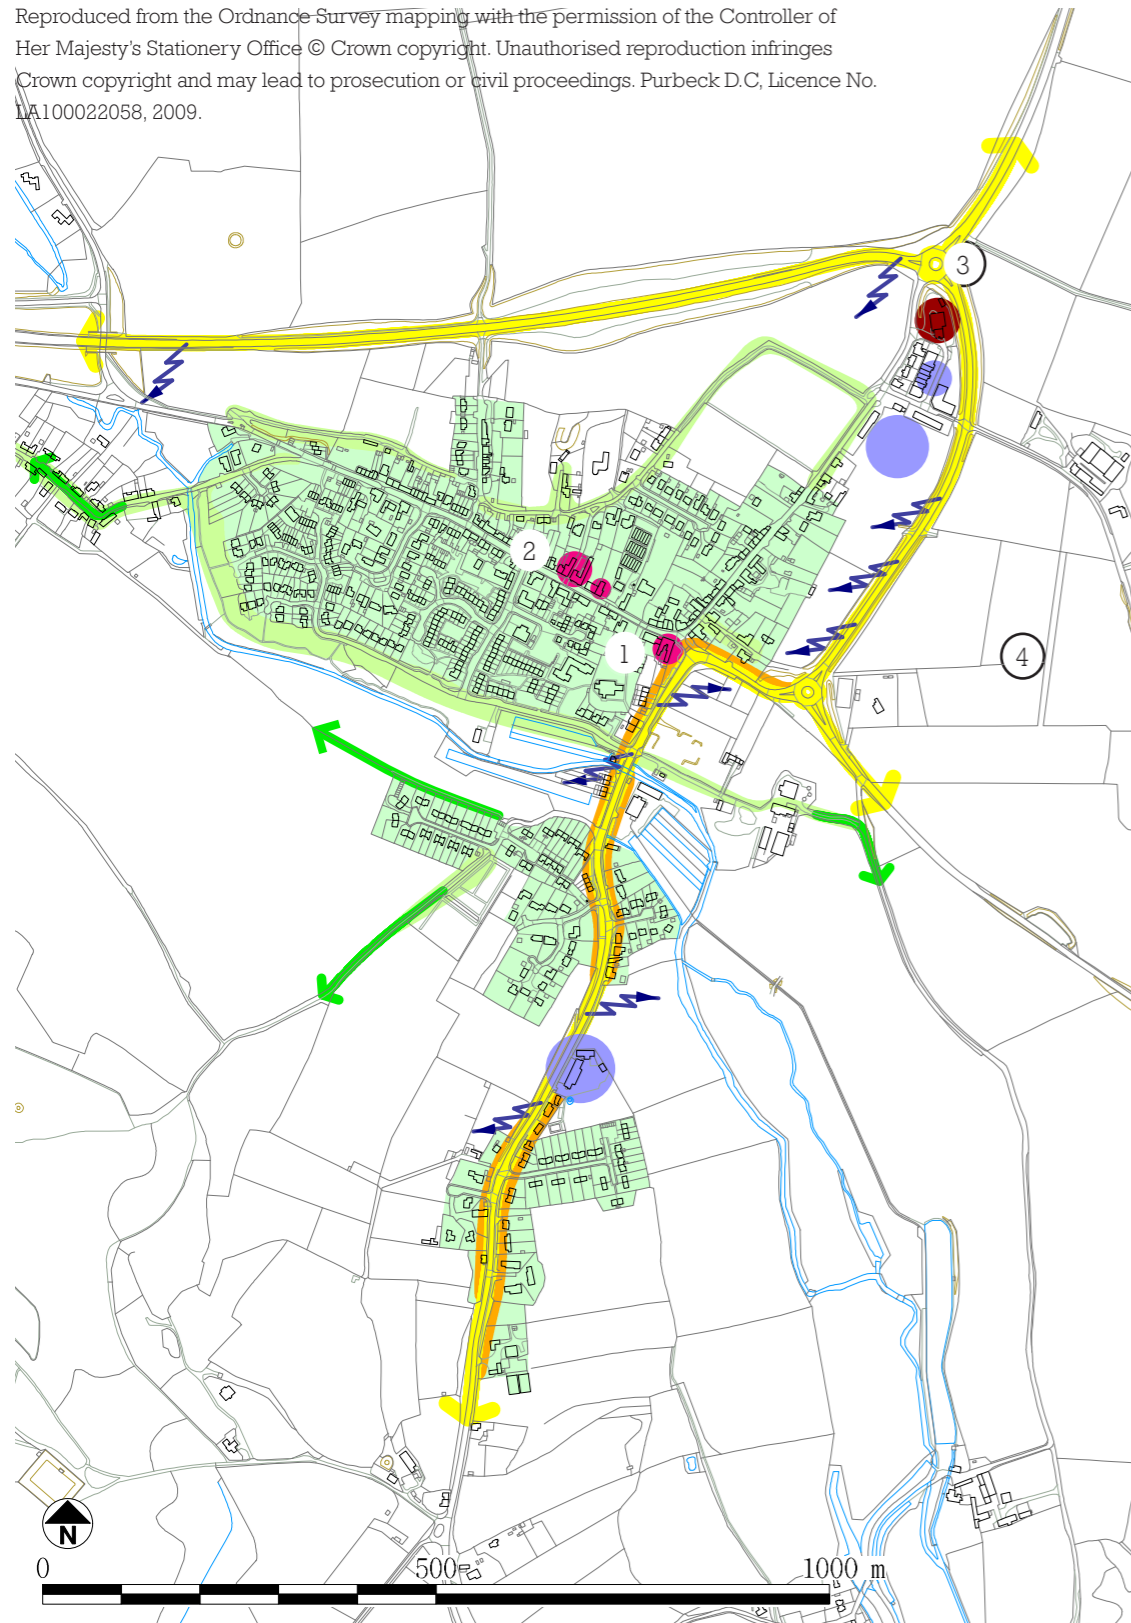 Reproduced from the Ordnance Survey mapping with the permission of the Controller of
Her Majesty's Stationery Office © Crown copyright. Unauthorised reproduction infringes
Crown copyright and may lead to prosecution or civil proceedings. Purbeck D.C, Licence No.
LA100022058, 2009.
3
2
1
4
N
0 500 1000 m